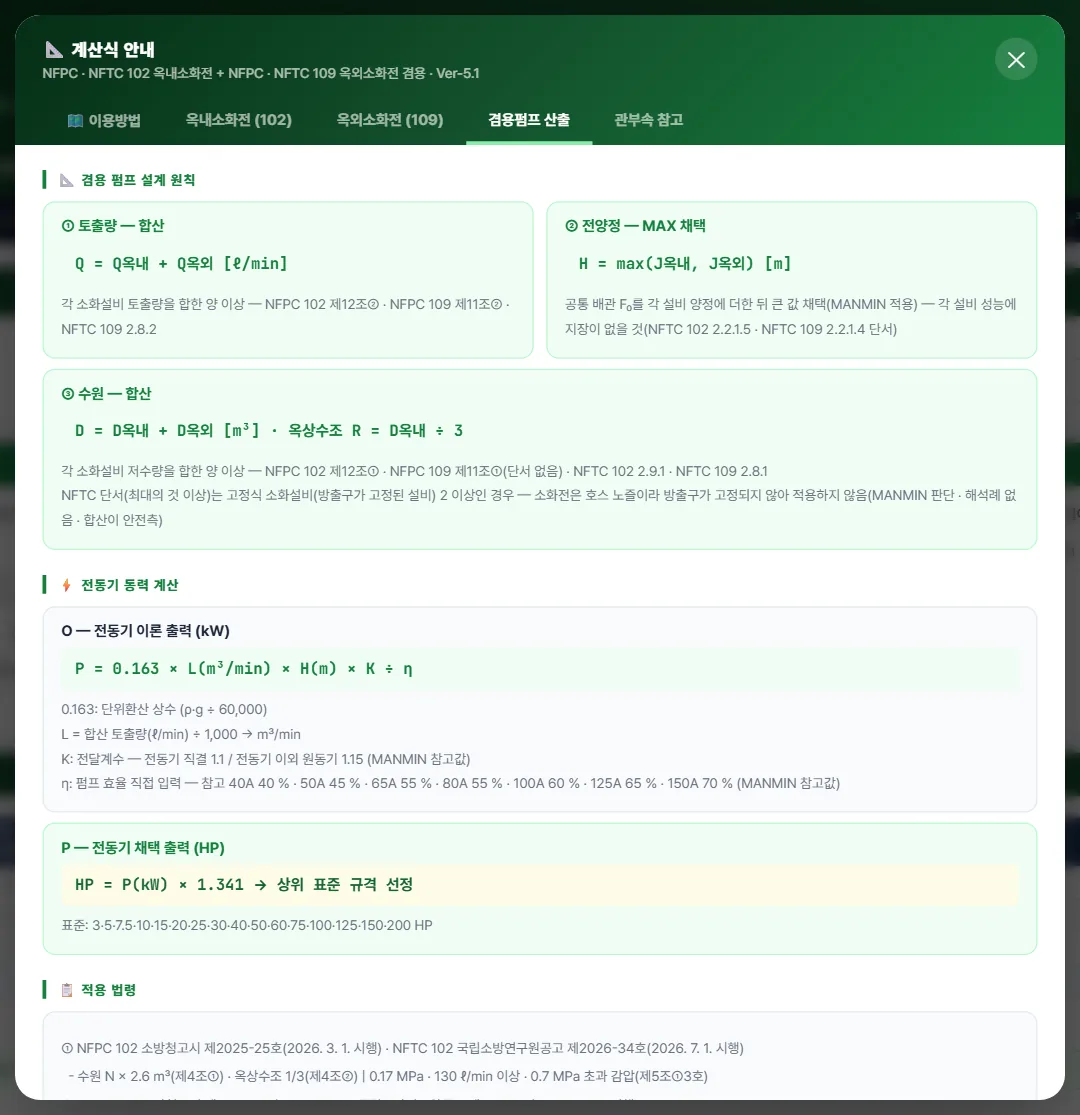 계산식 안내
NFPC · NFTC 102 옥내소화전 + NFPC · NFTC 109 옥외소화전 겸용 · Ver-5.1
이용방법 옥내소화전 (102) 옥외소화전 (109) 겸용펌프 산출 관부속 참고
겸용 펌프 설계 원칙
① 토출량 — 합산
Q = Q옥내 + Q옥외 [ℓ/min]
각 소화설비 토출량을 합한 양 이상 — NFPC 102 제12조② · NFPC 109 제11조② ·
NFTC 109 2.8.2
② 전양정 — MAX 채택
H = max(J옥내, J옥외) [m]
공통 배관 F₀를 각 설비 양정에 더한 뒤 큰 값 채택(MANMIN 적용) — 각 설비 성능에
지장이 없을 것(NFTC 102 2.2.1.5 · NFTC 109 2.2.1.4 단서)
③ 수원 — 합산
D = D옥내 + D옥외 [m³] · 옥상수조 R = D옥내 ÷ 3
각 소화설비 저수량을 합한 양 이상 — NFPC 102 제12조① · NFPC 109 제11조①(단서 없음) · NFTC 102 2.9.1 · NFTC 109 2.8.1
NFTC 단서(최대의 것 이상)는 고정식 소화설비(방출구가 고정된 설비) 2 이상인 경우 — 소화전은 호스 노즐이라 방출구가 고정되지 않아 적용하지 않음(MANMIN 판단 · 해석례 없
음 · 합산이 안전측)
전동기 동력 계산
O — 전동기 이론 출력 (kW)
P = 0.163 × L(m³/min) × H(m) × K ÷ η
0.163: 단위환산 상수 (ρ·g ÷ 60,000)
L = 합산 토출량(ℓ/min) ÷ 1,000 → m³/min
K: 전달계수 — 전동기 직결 1.1 / 전동기 이외 원동기 1.15 (MANMIN 참고값)
η: 펌프 효율 직접 입력 — 참고 40A 40 % · 50A 45 % · 65A 55 % · 80A 55 % · 100A 60 % · 125A 65 % · 150A 70 % (MANMIN 참고값)
P — 전동기 채택 출력 (HP)
HP = P(kW) × 1.341 → 상위 표준 규격 선정
표준: 3·5·7.5·10·15·20·25·30·40·50·60·75·100·125·150·200 HP
적용 법령
① NFPC 102 소방청고시 제2025-25호(2026. 3. 1. 시행) · NFTC 102 국립소방연구원공고 제2026-34호(2026. 7. 1. 시행)
- 수원 N × 2.6 m³(제4조①) · 옥상수조 1/3(제4조②) | 0.17 MPa · 130 ℓ/min 이상 · 0.7 MPa 초과 감압(제5조①3호)